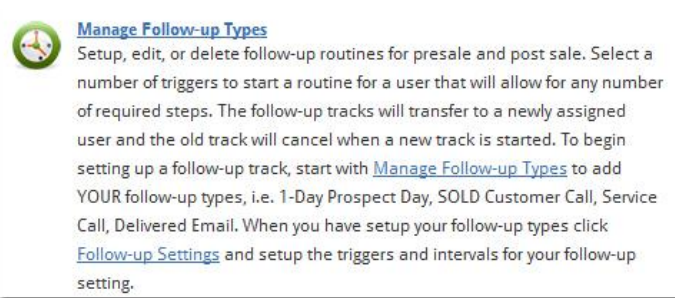 Manage Follow-up Types
Setup, edit, or delete follow-up routines for presale and post sale. Select a
number of triggers to start a routine for a user that will allow for any number
of required steps. The follow-up tracks will transfer to a newly assigned
user and the old track will cancel when a new track is started. To begin
setting up a follow-up track, start with Manage Follow-up Types to add
YOUR follow-up types, i.e. 1-Day Prospect Day, SOLD Customer Call, Service
Call, Delivered Email. When you have setup your follow-up types click
Follow-up Settings and setup the triggers and intervals for your follow-up
setting.